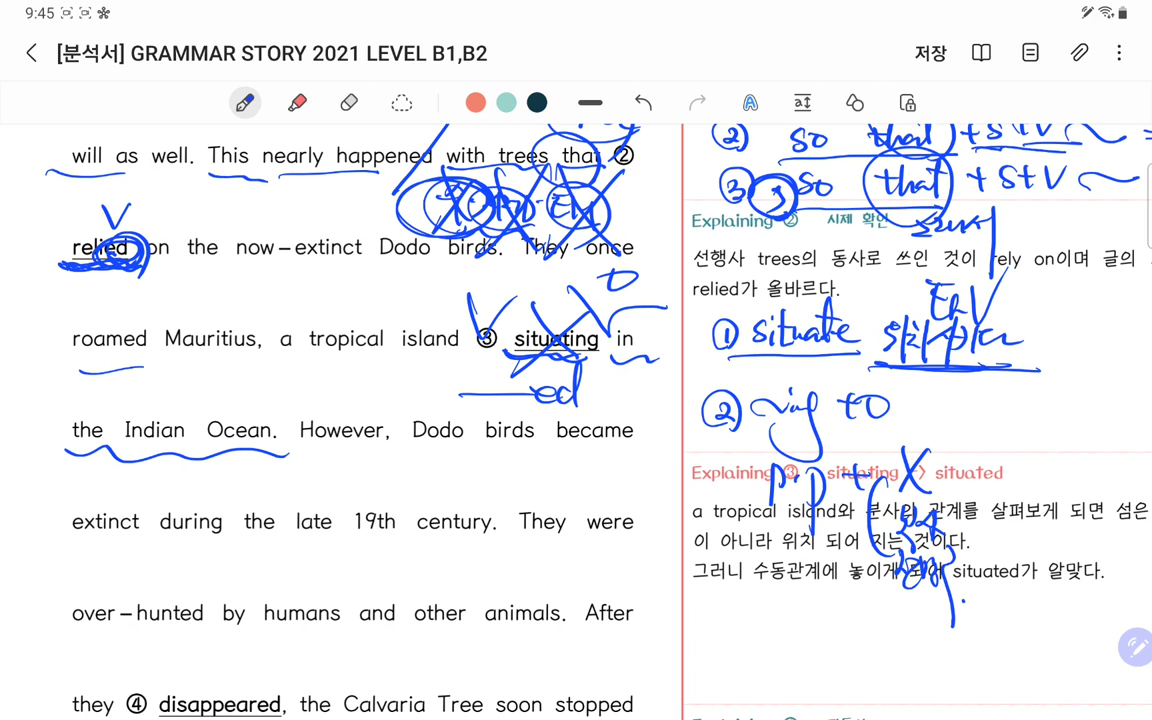 9:45
[분석서] GRAMMAR STORY 2021 LEVEL B1,B2
저장
will as well. This nearly happened with trees that ②
V
relied on the now-extinct Dodo birds. They once
roamed Mauritius, a tropical island ③ situating in
ed
the Indian Ocean. However, Dodo birds became
extinct during the late 19th century. They were
over-hunted by humans and other animals. After
they ④ disappeared, the Calvaria Tree soon stopped
② so that + S + V
③ so that + S + V
Explaining ② 시제 확인
선행사 trees의 동사로 쓰인 것이 rely on이며 글의
relied가 올바르다.
① situate
② ~ing + O
p.p + X
Explaining ③ situating -> situated
a tropical island와 분사의 관계를 살펴보게 되면 섬은
이 아니라 위치 되어 지는 것이다.
그러니 수동관계에 놓이게 되어 situated가 알맞다.